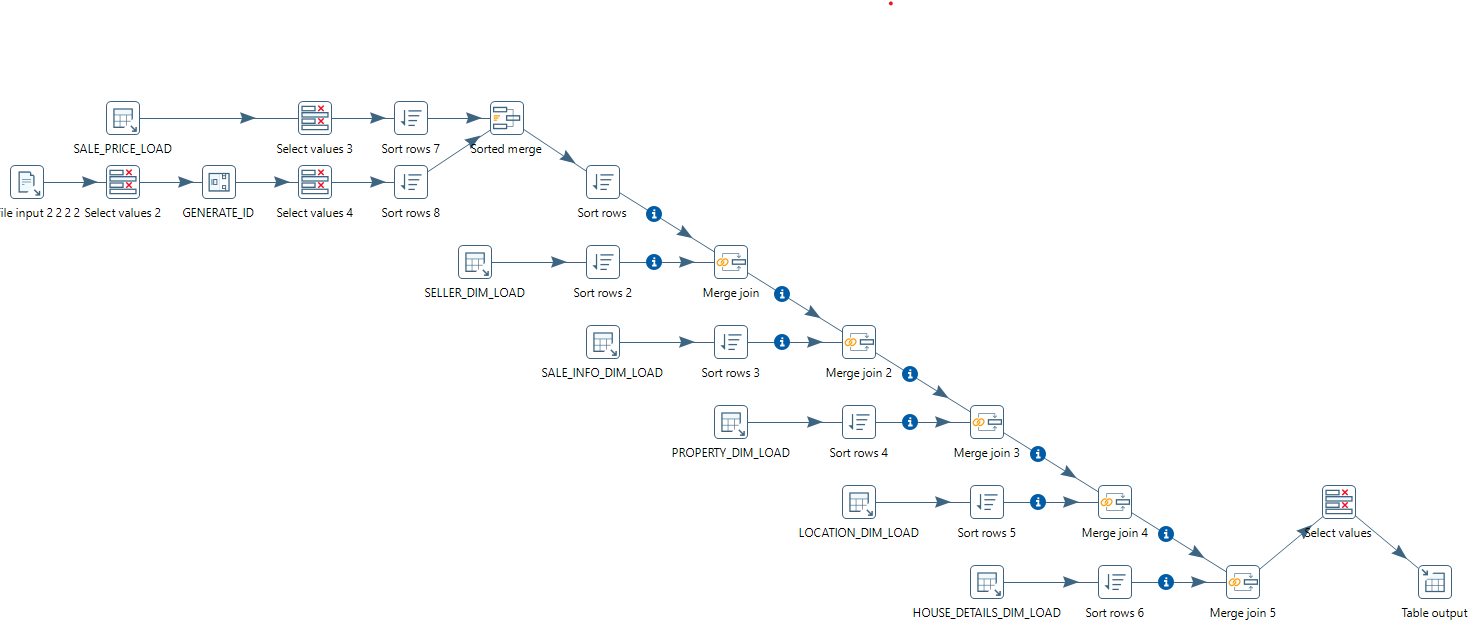 SALE_PRICE_LOAD
Select values 3
Sort rows 7
Sorted merge
ile input 2 2 2 2
Select values 2
GENERATE_ID
Select values 4
Sort rows 8
Sort rows
SELLER_DIM_LOAD
Sort rows 2
Merge join
SALE_INFO_DIM_LOAD
Sort rows 3
Merge join 2
PROPERTY_DIM_LOAD
Sort rows 4
Merge join 3
LOCATION_DIM_LOAD
Sort rows 5
Merge join 4
Select values
HOUSE_DETAILS_DIM_LOAD
Sort rows 6
Merge join 5
Table output